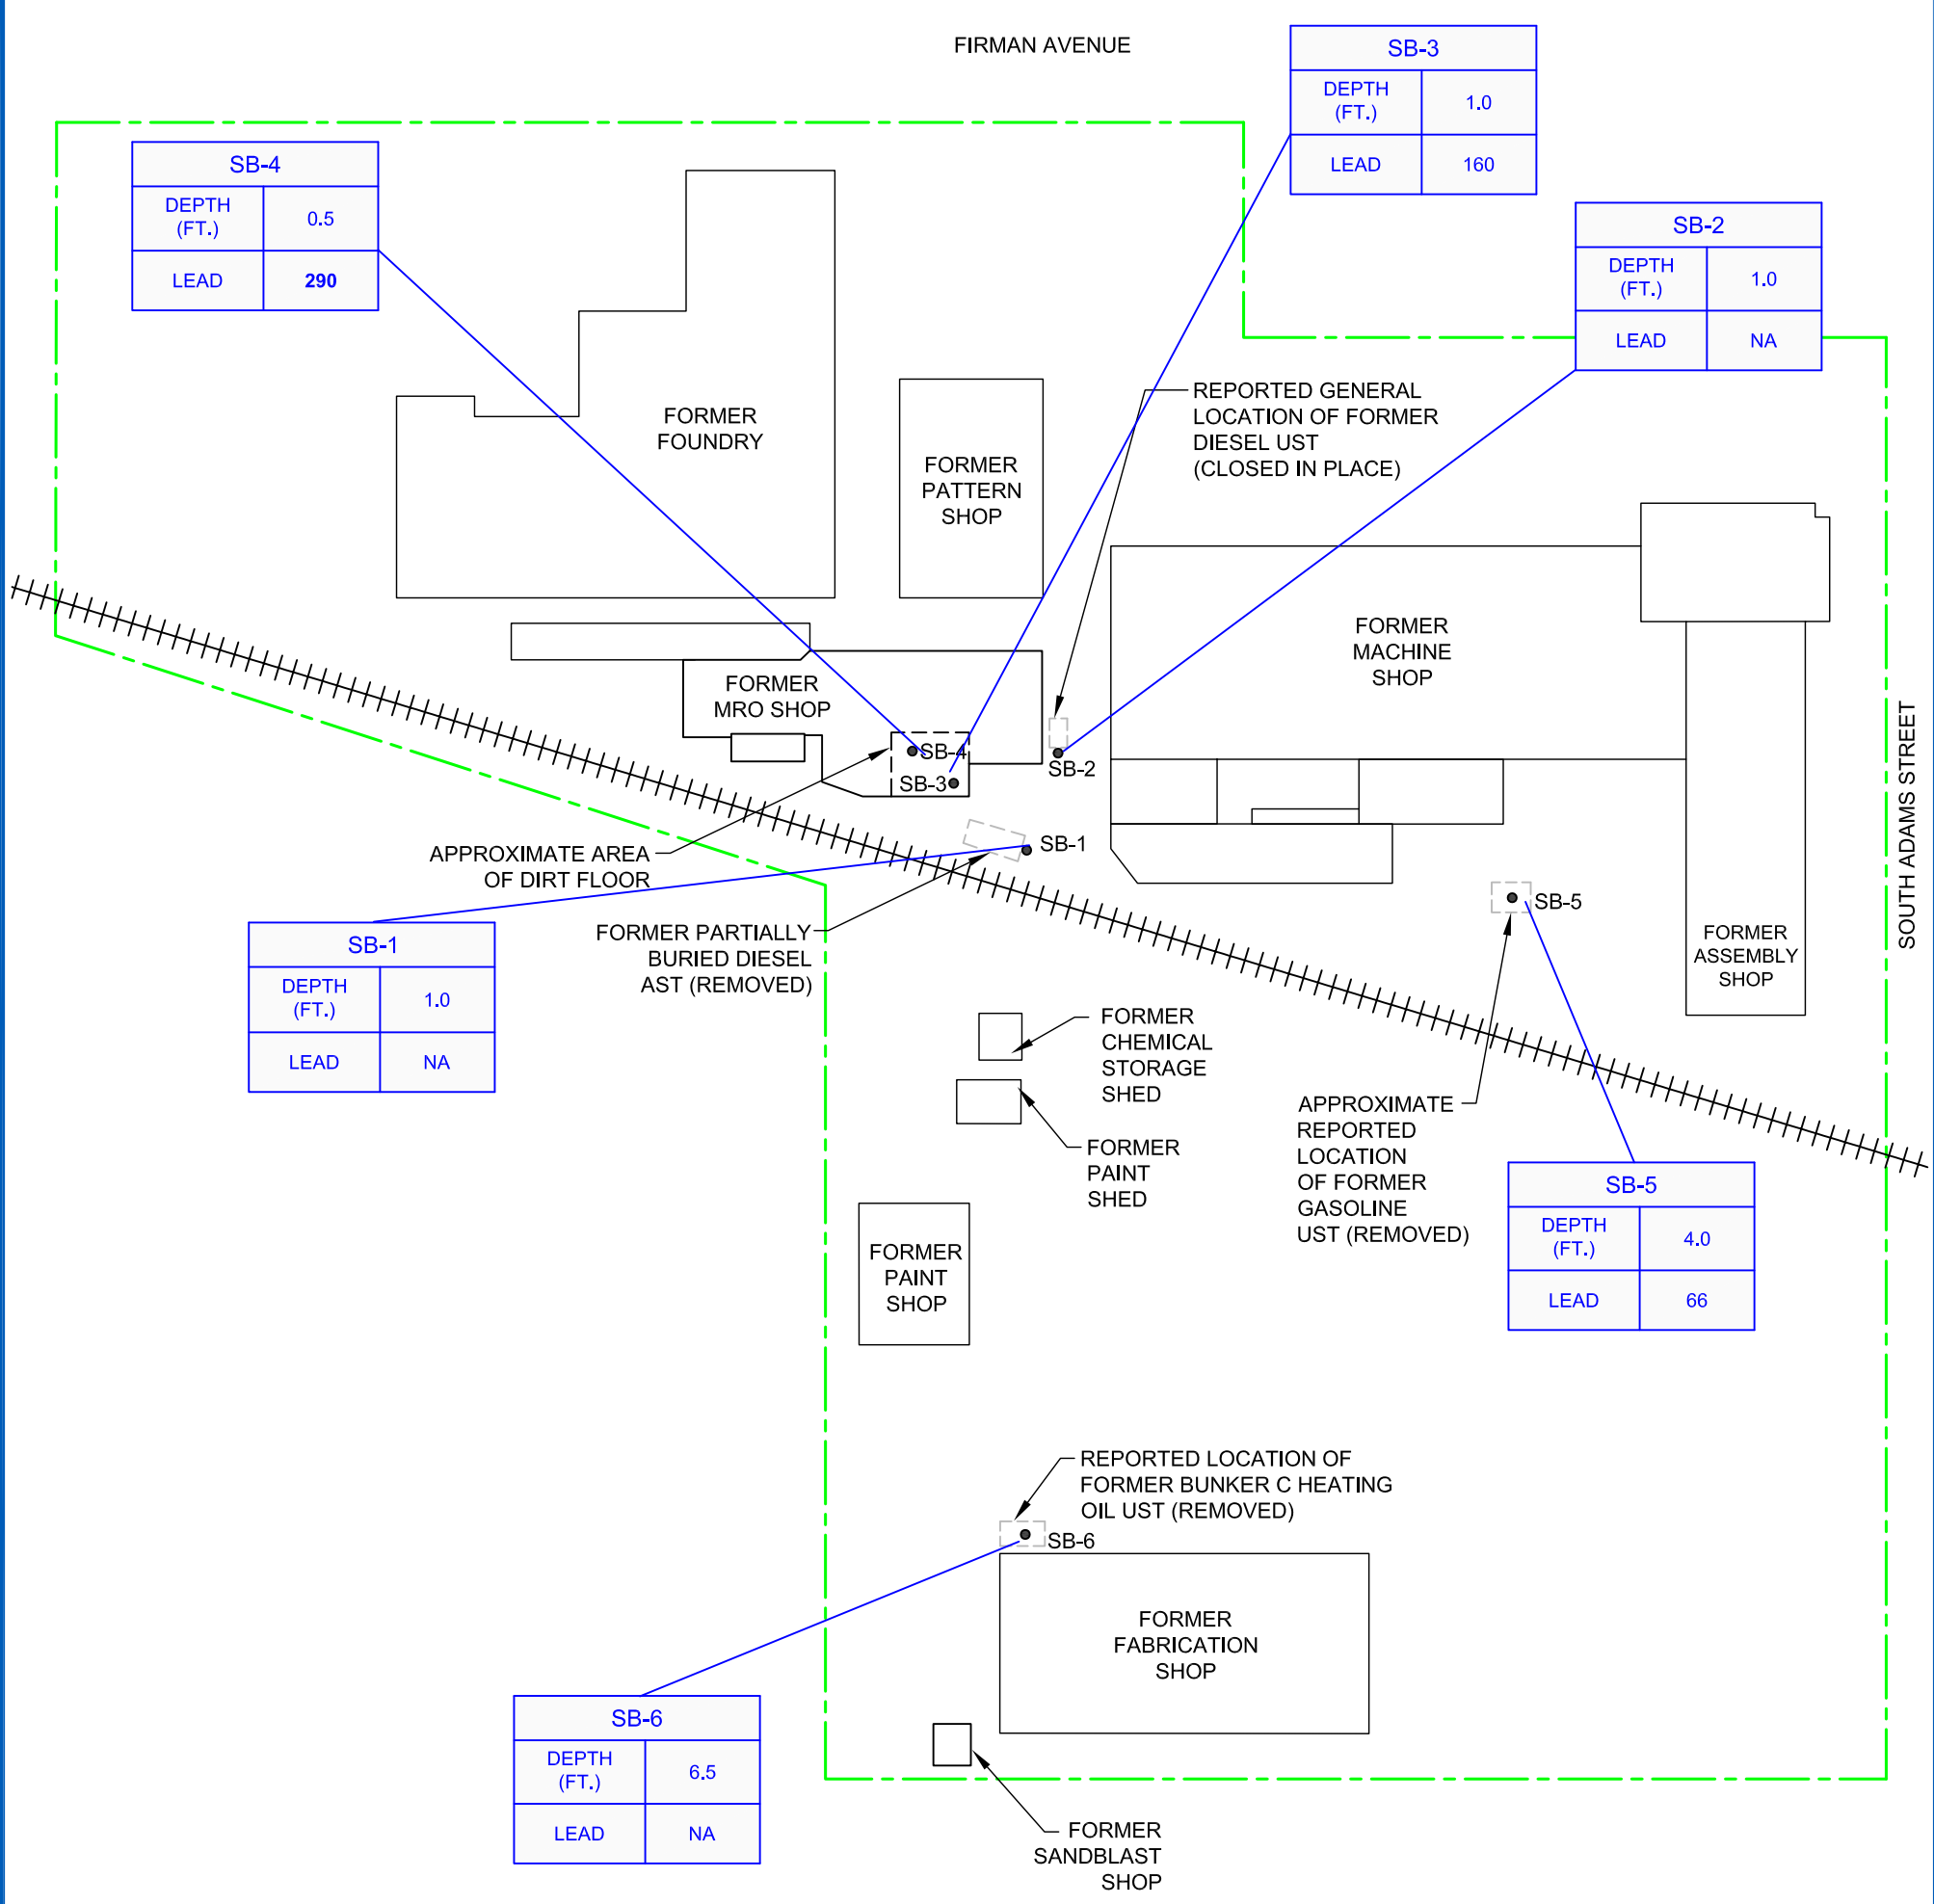 FIRMAN AVENUE
SB-3
DEPTH
(FT.)
1.0
LEAD
160
SB-4
DEPTH
(FT.)
0.5
LEAD
290
SB-2
DEPTH
(FT.)
1.0
LEAD
NA
REPORTED GENERAL
LOCATION OF FORMER
DIESEL UST
(CLOSED IN PLACE)
FORMER
FOUNDRY
FORMER
PATTERN
SHOP
FORMER
MACHINE
SHOP
FORMER
MRO SHOP
SB-4
SB-3
SB-2
SB-1
SOUTH ADAMS STREET
APPROXIMATE AREA
OF DIRT FLOOR
SB-5
FORMER
ASSEMBLY
SHOP
FORMER PARTIALLY
BURIED DIESEL
AST (REMOVED)
SB-1
DEPTH
(FT.)
1.0
LEAD
NA
FORMER
CHEMICAL
STORAGE
SHED
FORMER
PAINT
SHED
APPROXIMATE
REPORTED
LOCATION
OF FORMER
GASOLINE
UST (REMOVED)
SB-5
DEPTH
(FT.)
4.0
LEAD
66
FORMER
PAINT
SHOP
REPORTED LOCATION OF
FORMER BUNKER C HEATING
OIL UST (REMOVED)
SB-6
FORMER
FABRICATION
SHOP
SB-6
DEPTH
(FT.)
6.5
LEAD
NA
FORMER
SANDBLAST
SHOP